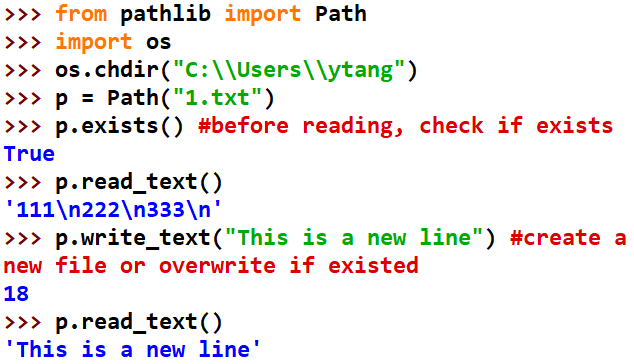 >>> from pathlib import Path
>>> import os
>>> os.chdir("C:\\Users\\ytang")
>>> p = Path("1.txt")
>>> p.exists() #before reading, check if exists
True
>>> p.read_text()
'111\n222\n333\n'
>>> p.write_text("This is a new line") #create a
new file or overwrite if existed
18
>>> p.read_text()
'This is a new line'